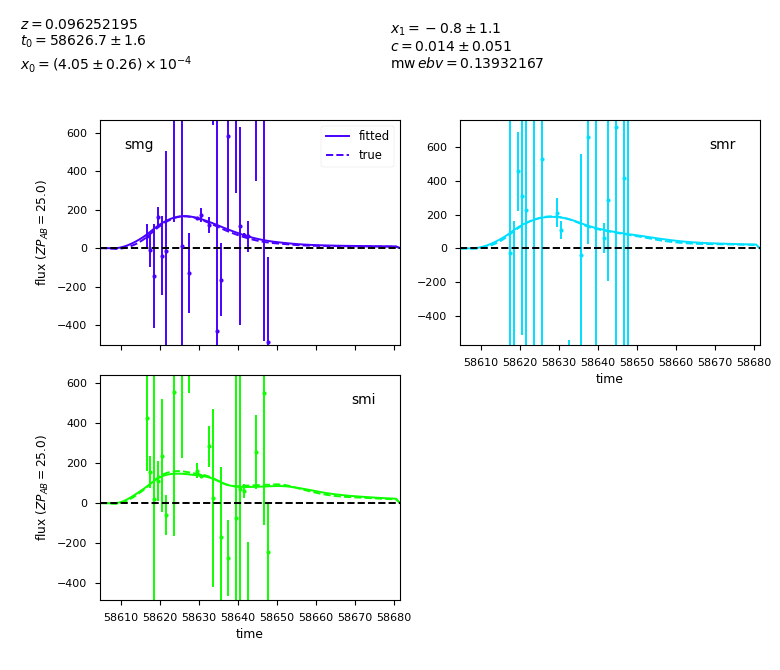 z = 0.096252195
t₀ = 58626.7 ± 1.6
x₀ = (4.05 ± 0.26) × 10⁻⁴
x₁ = −0.8 ± 1.1
c = 0.014 ± 0.051
mw ebv = 0.13932167
smg
fitted
true
600
400
200
0
−200
−400
flux (ZP_AB = 25.0)
smr
600
400
200
0
−200
−400
58610 58620 58630 58640 58650 58660 58670 58680
time
smi
600
400
200
0
−200
−400
flux (ZP_AB = 25.0)
58610 58620 58630 58640 58650 58660 58670 58680
time